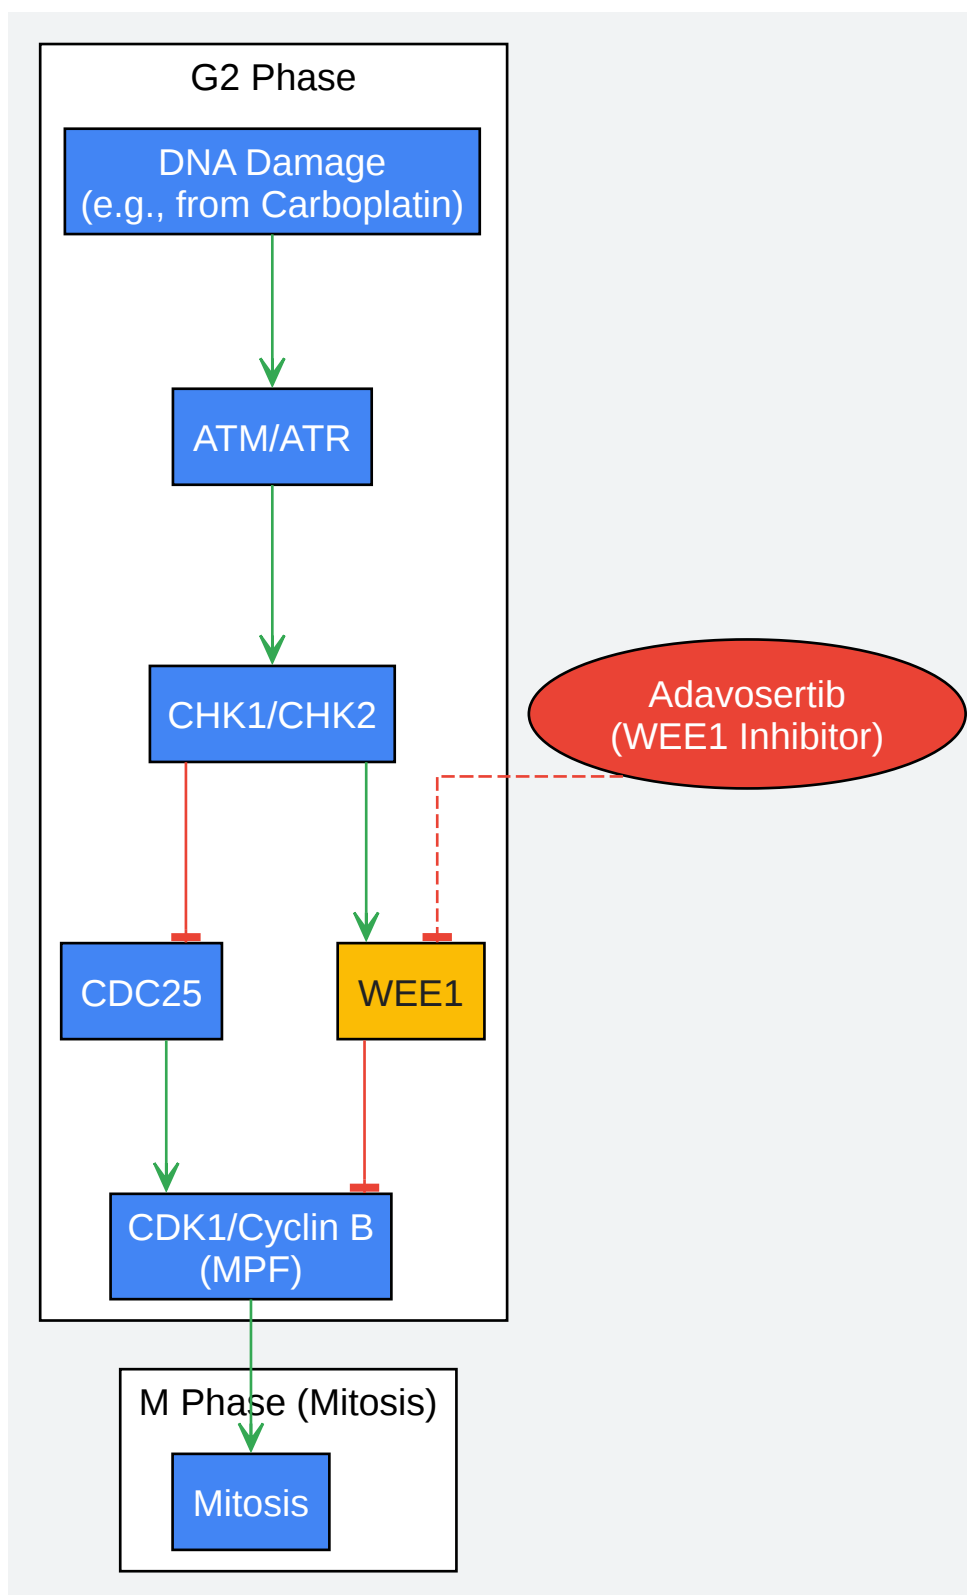 G2 Phase
DNA Damage
(e.g., from Carboplatin)
ATM/ATR
CHK1/CHK2
Adavosertib
(WEE1 Inhibitor)
CDC25
WEE1
CDK1/Cyclin B
(MPF)
M Phase (Mitosis)
Mitosis